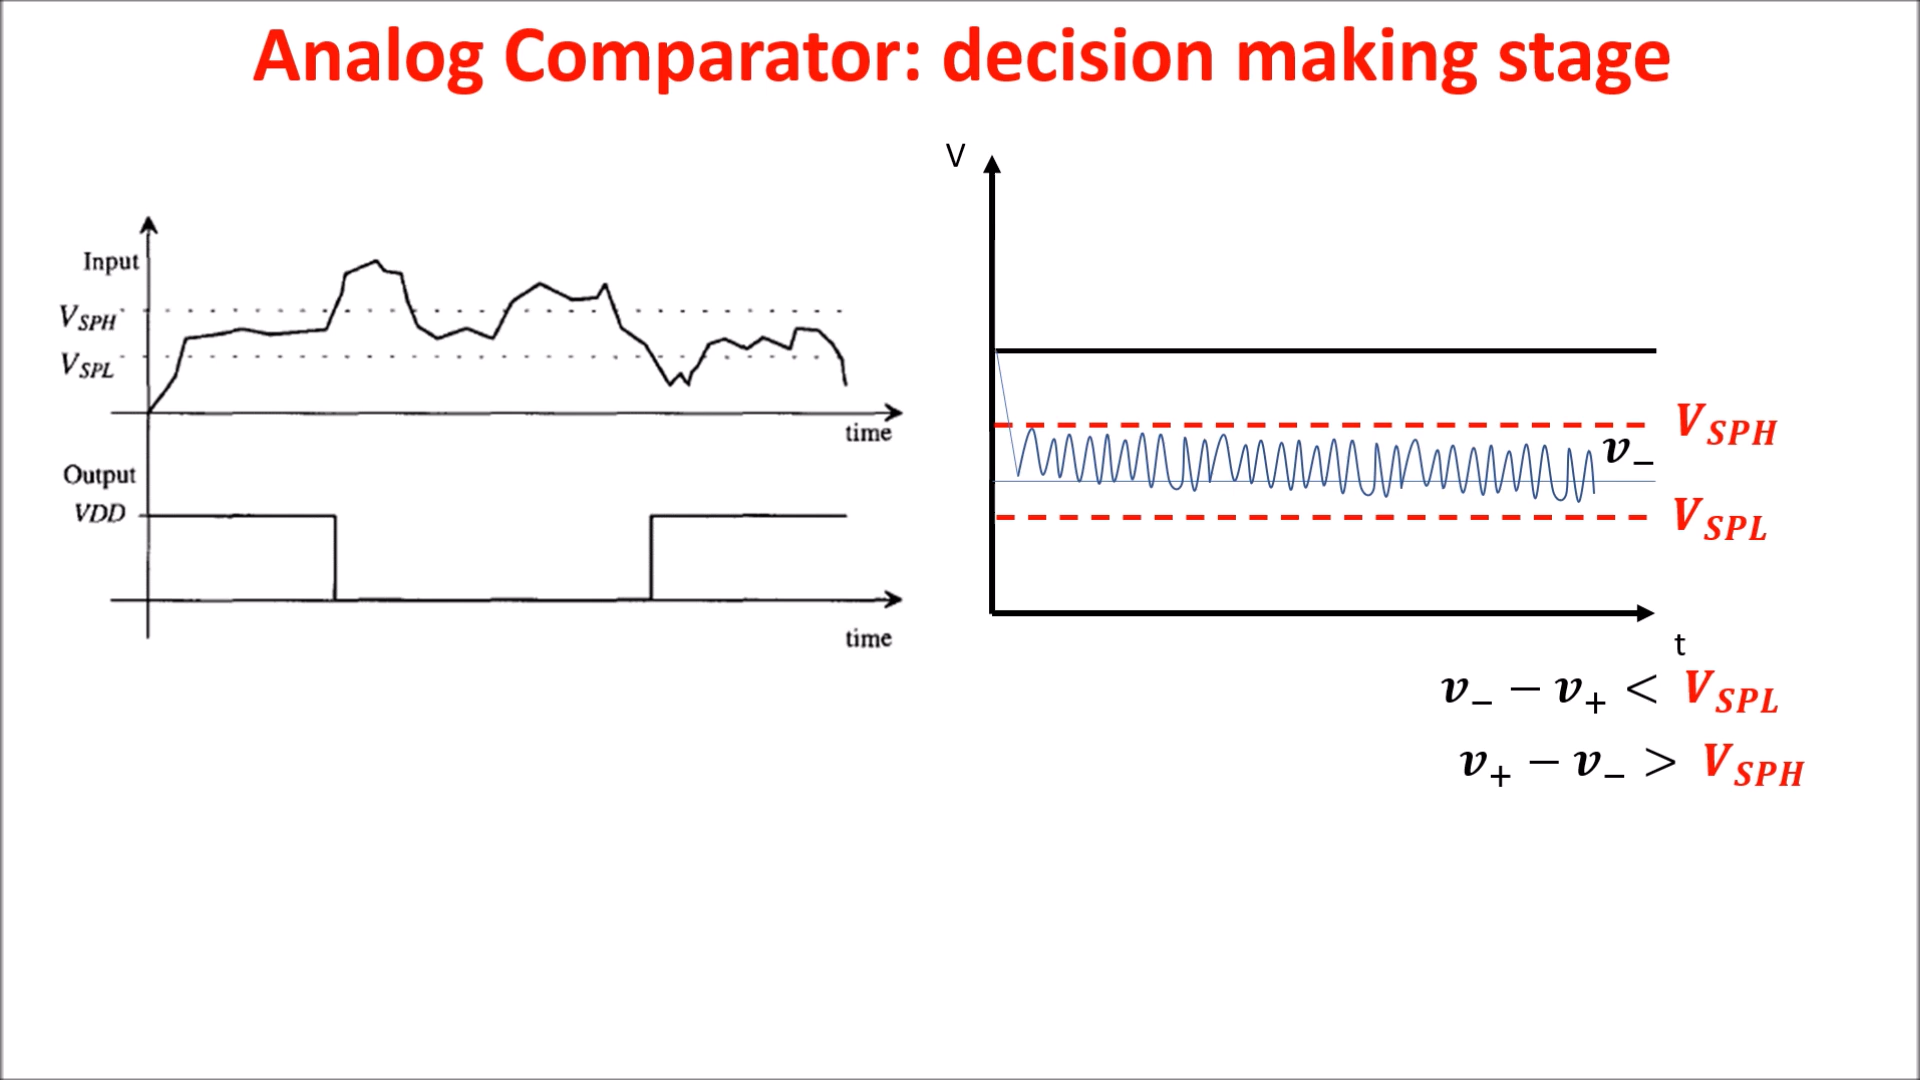 Analog Comparator: decision making stage
Input
V_SPH
V_SPL
time
Output
VDD
time
V
V_SPH
v_−
V_SPL
t
v_− − v_+ < V_SPL
v_+ − v_− > V_SPH